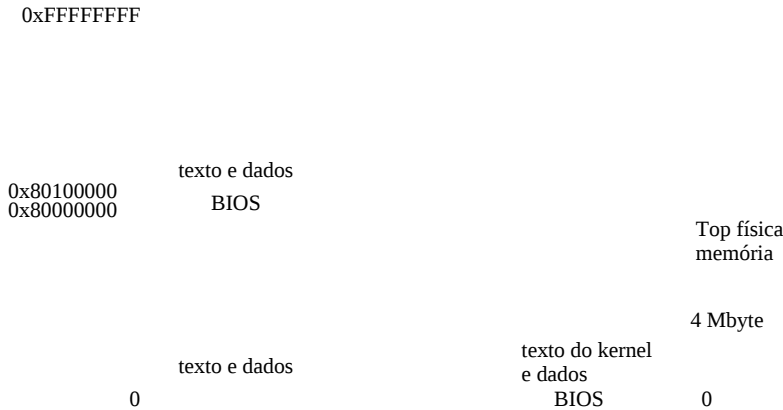 0xFFFFFFFF
texto e dados
0x80100000
0x80000000
BIOS
Top física
memória
4 Mbyte
texto e dados
texto do kernel
e dados
0
BIOS
0